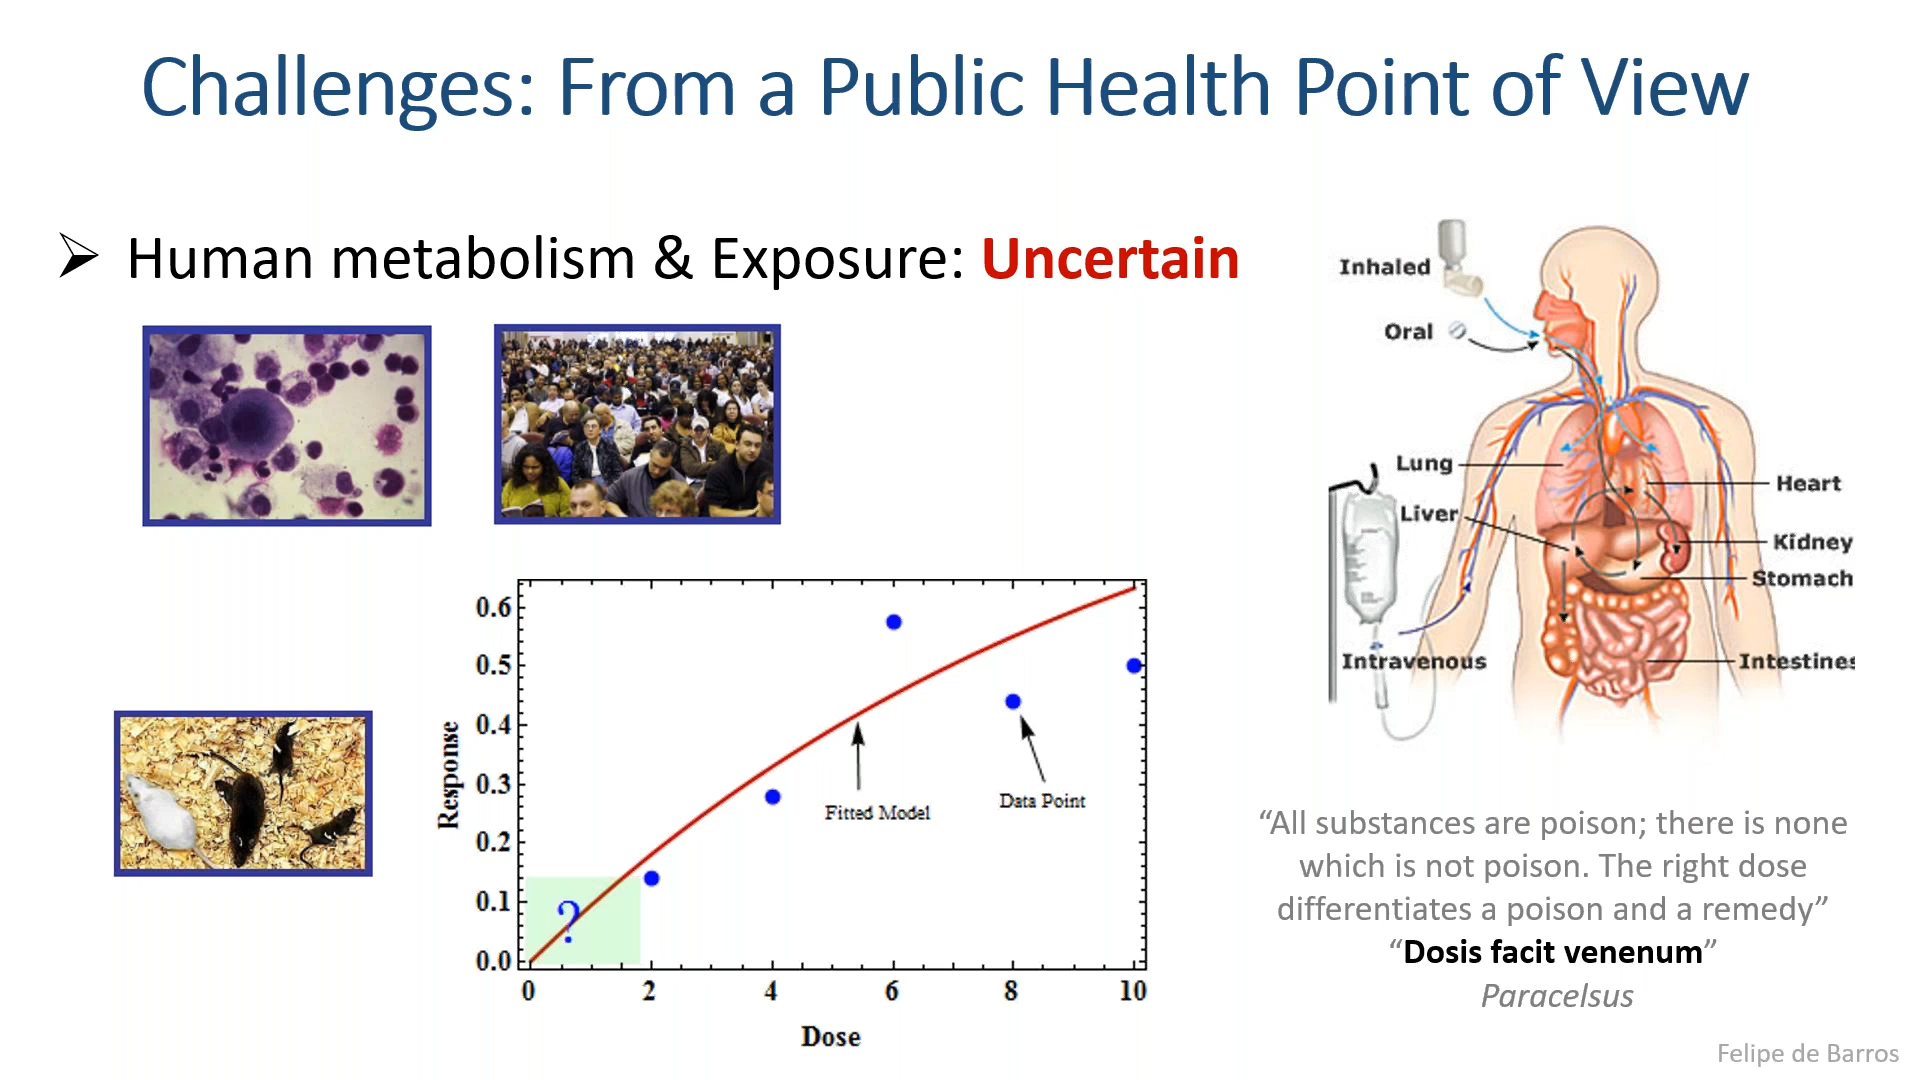 Challenges: From a Public Health Point of View
➢ Human metabolism & Exposure: Uncertain
Inhaled
Oral
Lung
Liver
Heart
Kidney
Stomach
Intravenous
Intestines
0.6
0.5
0.4
0.3
0.2
0.1
0.0
Response
?
Fitted Model
Data Point
0 2 4 6 8 10
Dose
“All substances are poison; there is none
which is not poison. The right dose
differentiates a poison and a remedy”
“Dosis facit venenum”
Paracelsus
Felipe de Barros